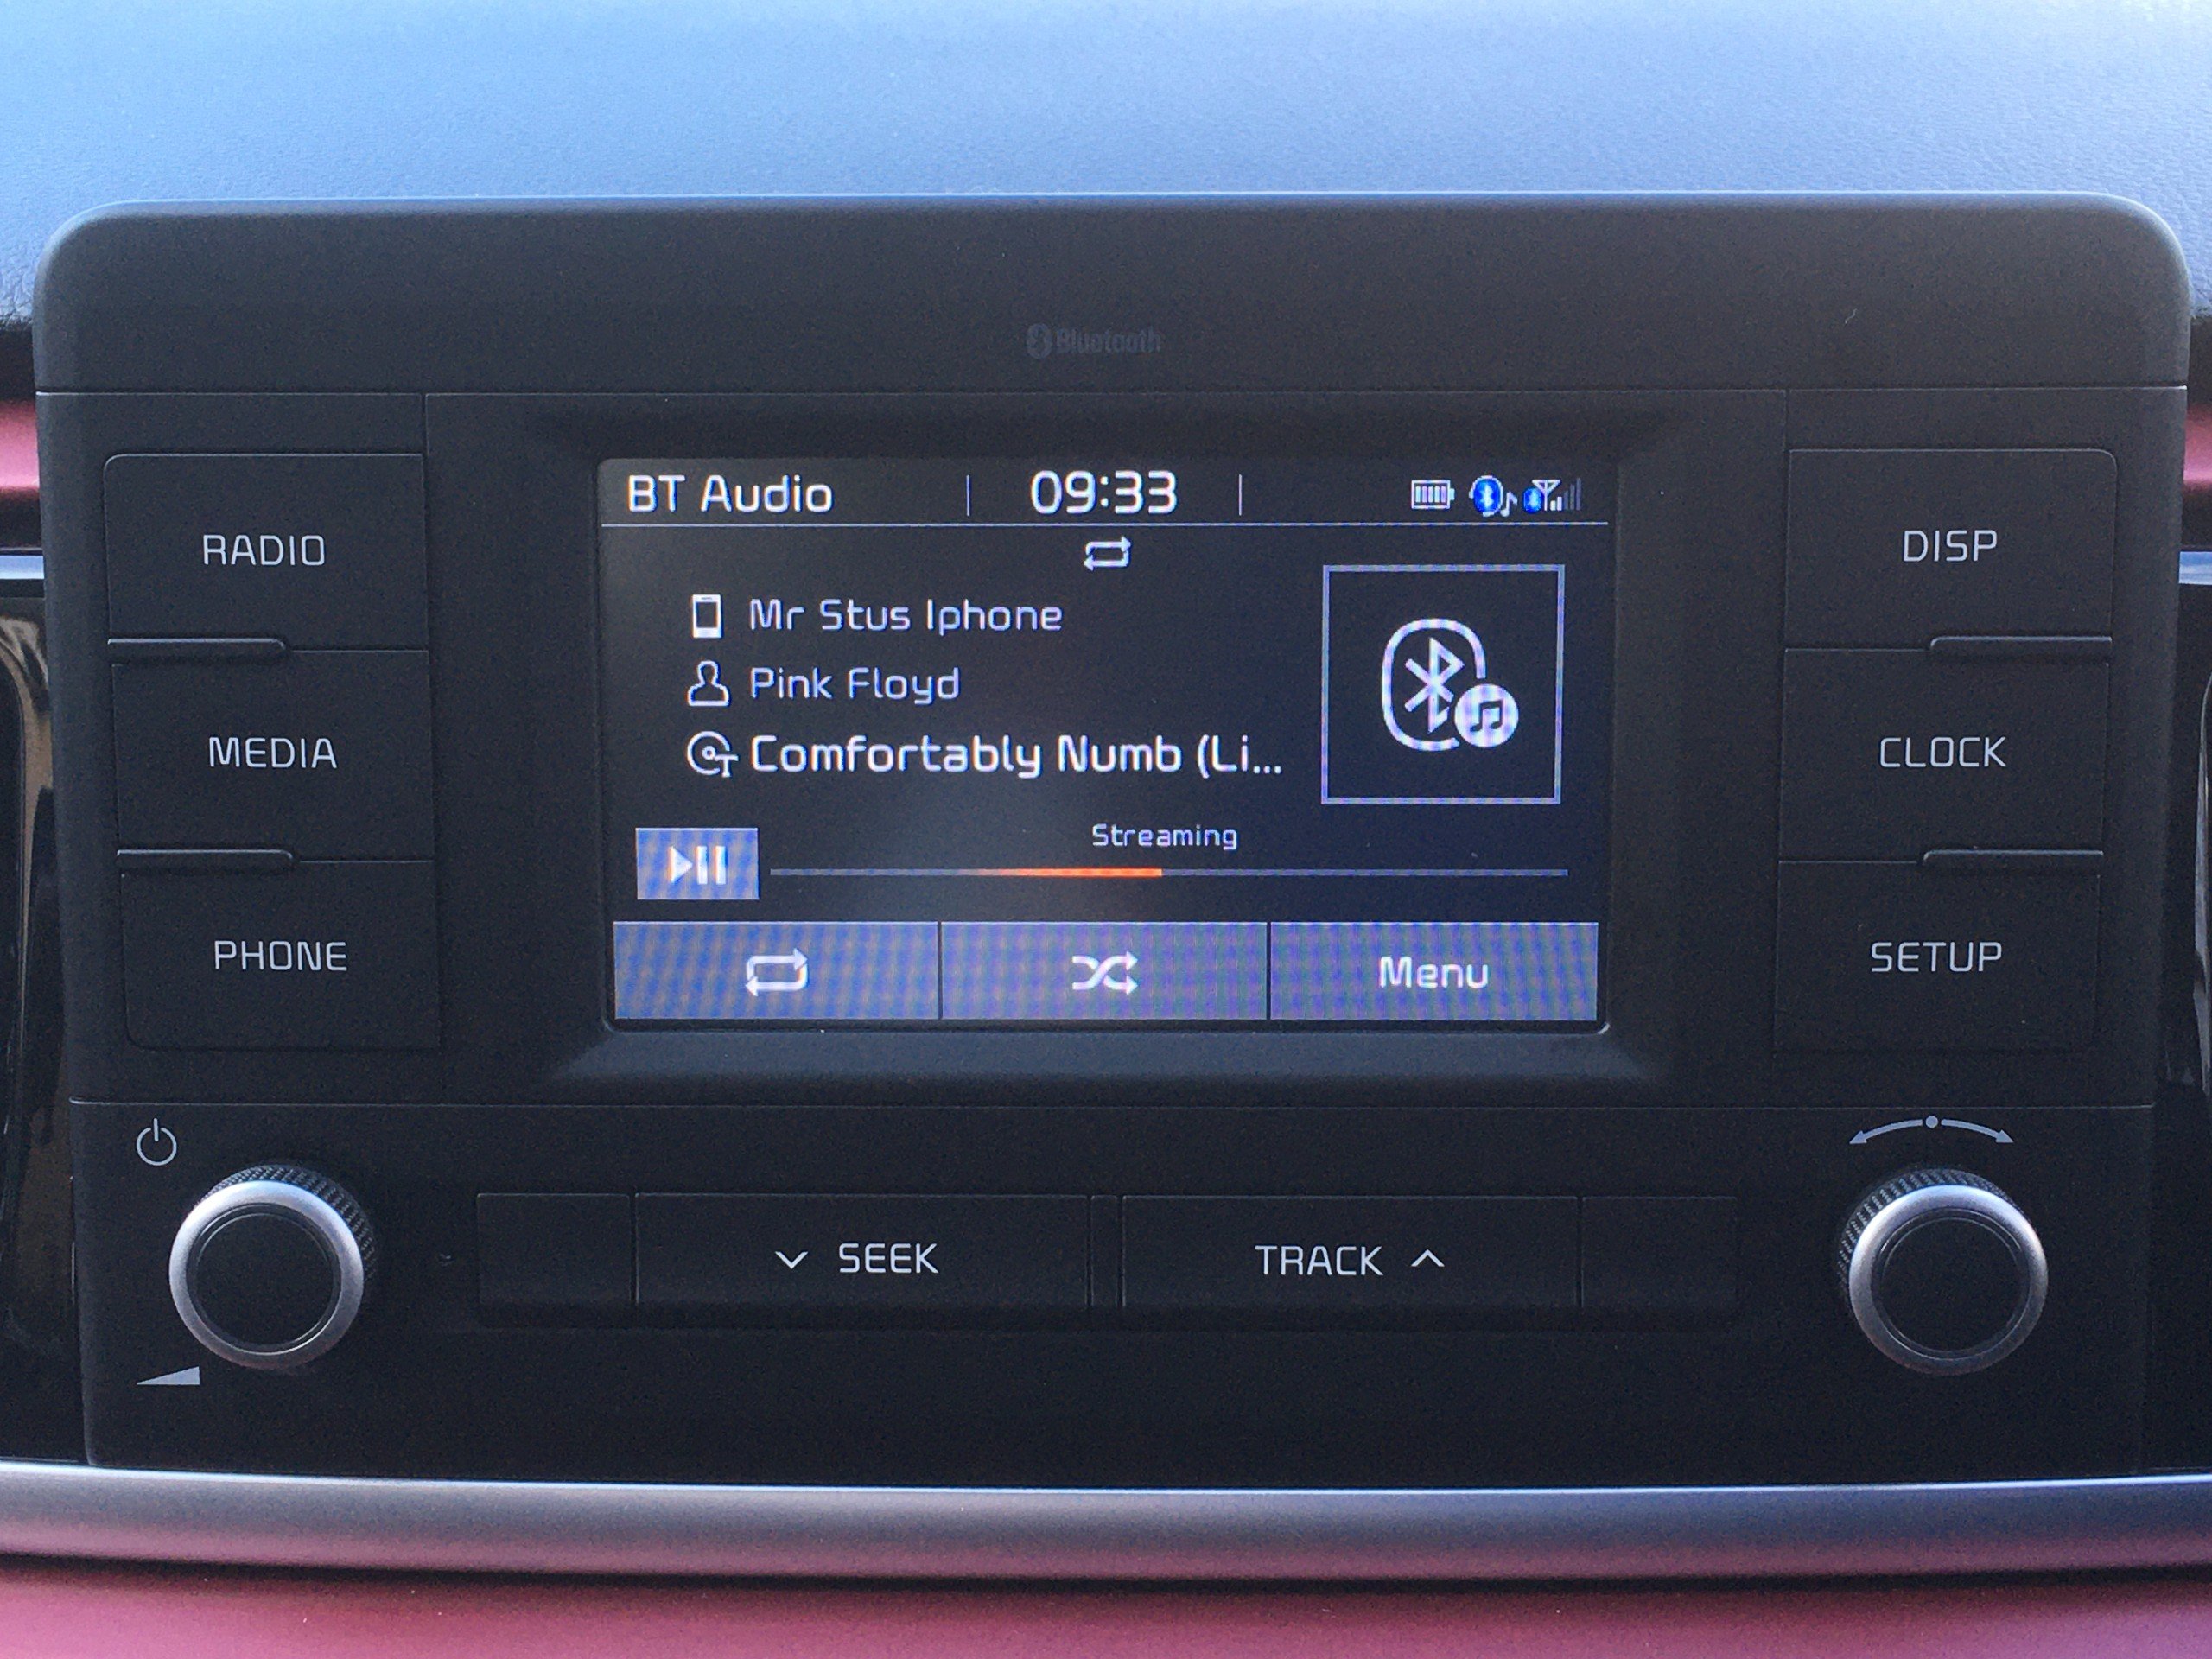 Bluetooth
RADIO
MEDIA
PHONE
BT Audio
09:33
Mr Stus Iphone
Pink Floyd
Comfortably Numb (Li...
Streaming
Menu
DISP
CLOCK
SETUP
SEEK
TRACK